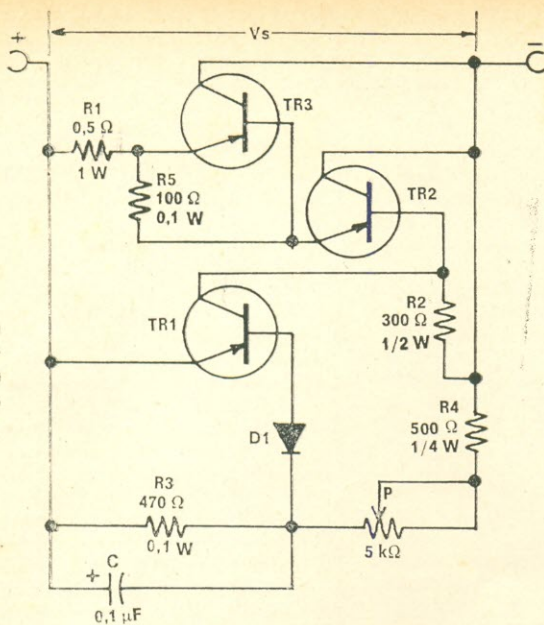 +
Vs
−
R1
0,5 Ω
1 W
TR3
R5
100 Ω
0,1 W
TR2
TR1
R2
300 Ω
1/2 W
D1
R4
500 Ω
1/4 W
R3
470 Ω
0,1 W
P
5 kΩ
+
C
0,1 µF